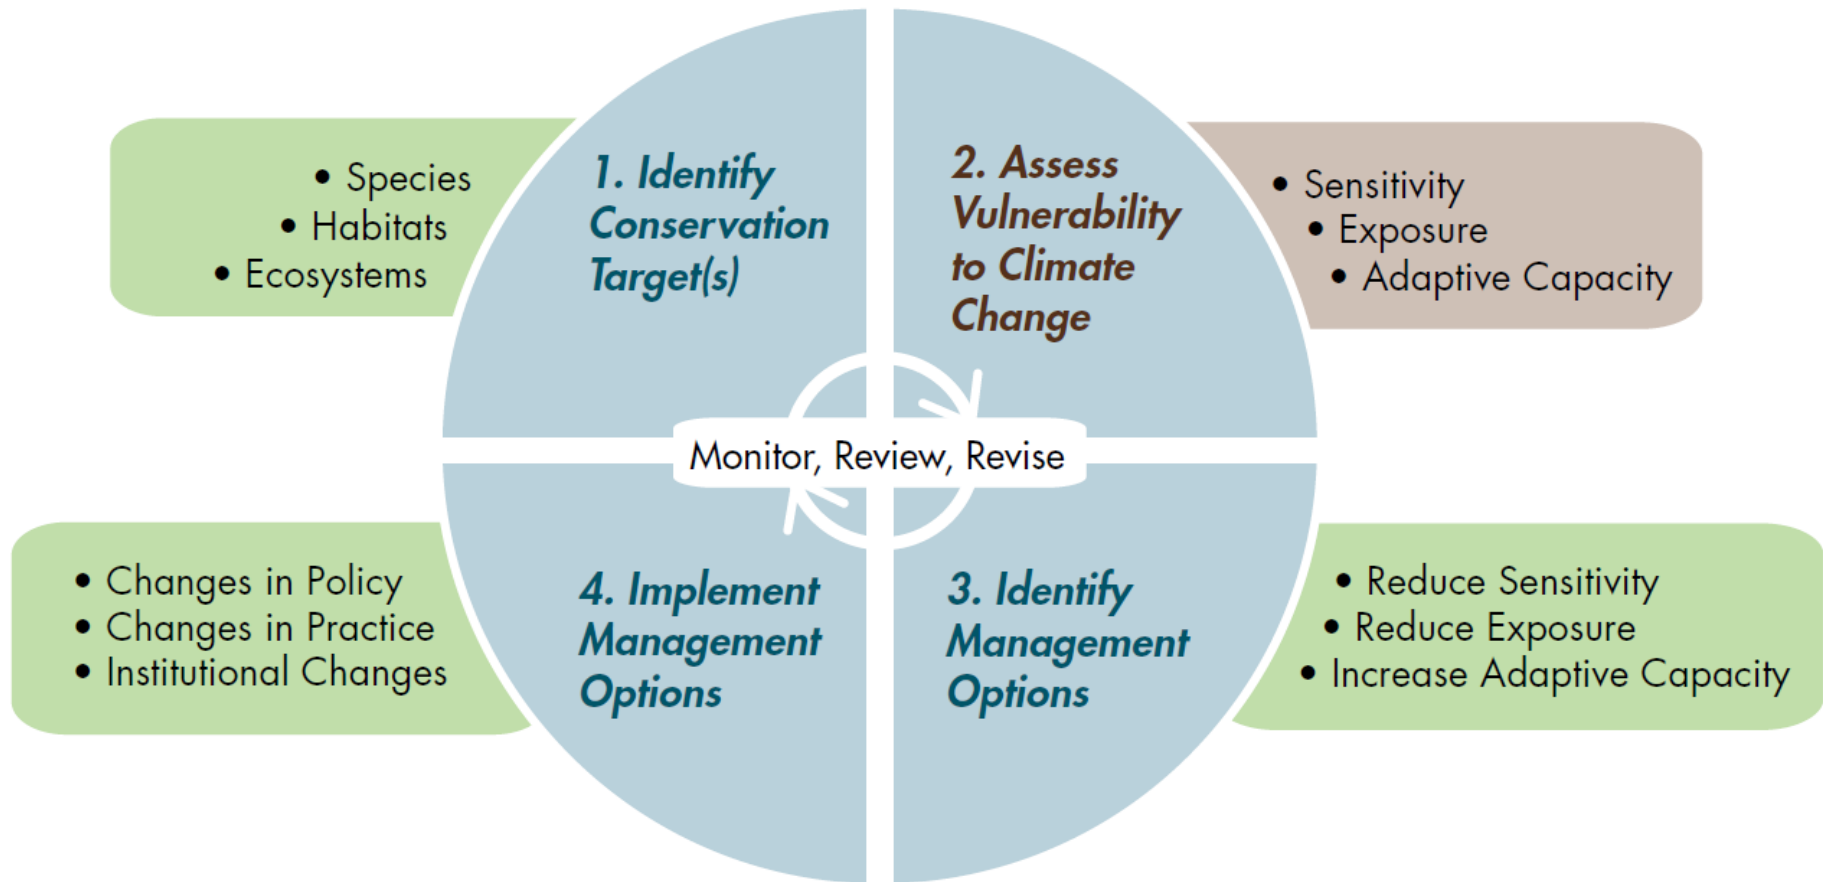 1. Identify
Conservation
Target(s)
• Species
• Habitats
• Ecosystems
2. Assess
Vulnerability
to Climate
Change
• Sensitivity
• Exposure
• Adaptive Capacity
Monitor, Review, Revise
3. Identify
Management
Options
• Reduce Sensitivity
• Reduce Exposure
• Increase Adaptive Capacity
4. Implement
Management
Options
• Changes in Policy
• Changes in Practice
• Institutional Changes